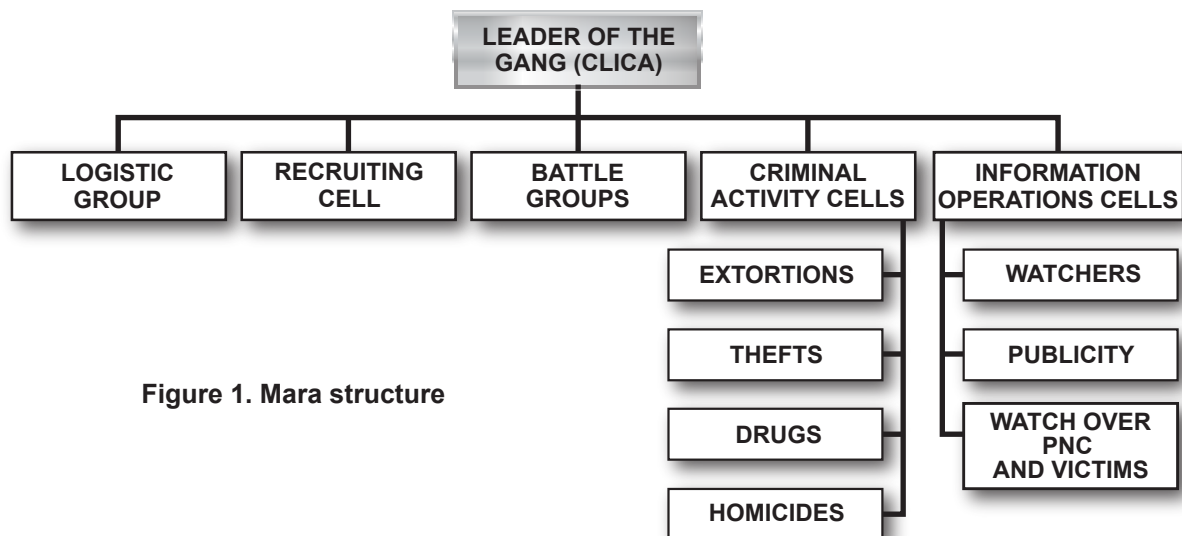 LEADER OF THE
GANG (CLICA)
LOGISTIC
GROUP
RECRUITING
CELL
BATTLE
GROUPS
CRIMINAL
ACTIVITY CELLS
INFORMATION
OPERATIONS CELLS
EXTORTIONS
THEFTS
DRUGS
HOMICIDES
WATCHERS
PUBLICITY
WATCH OVER
PNC
AND VICTIMS
Figure 1. Mara structure